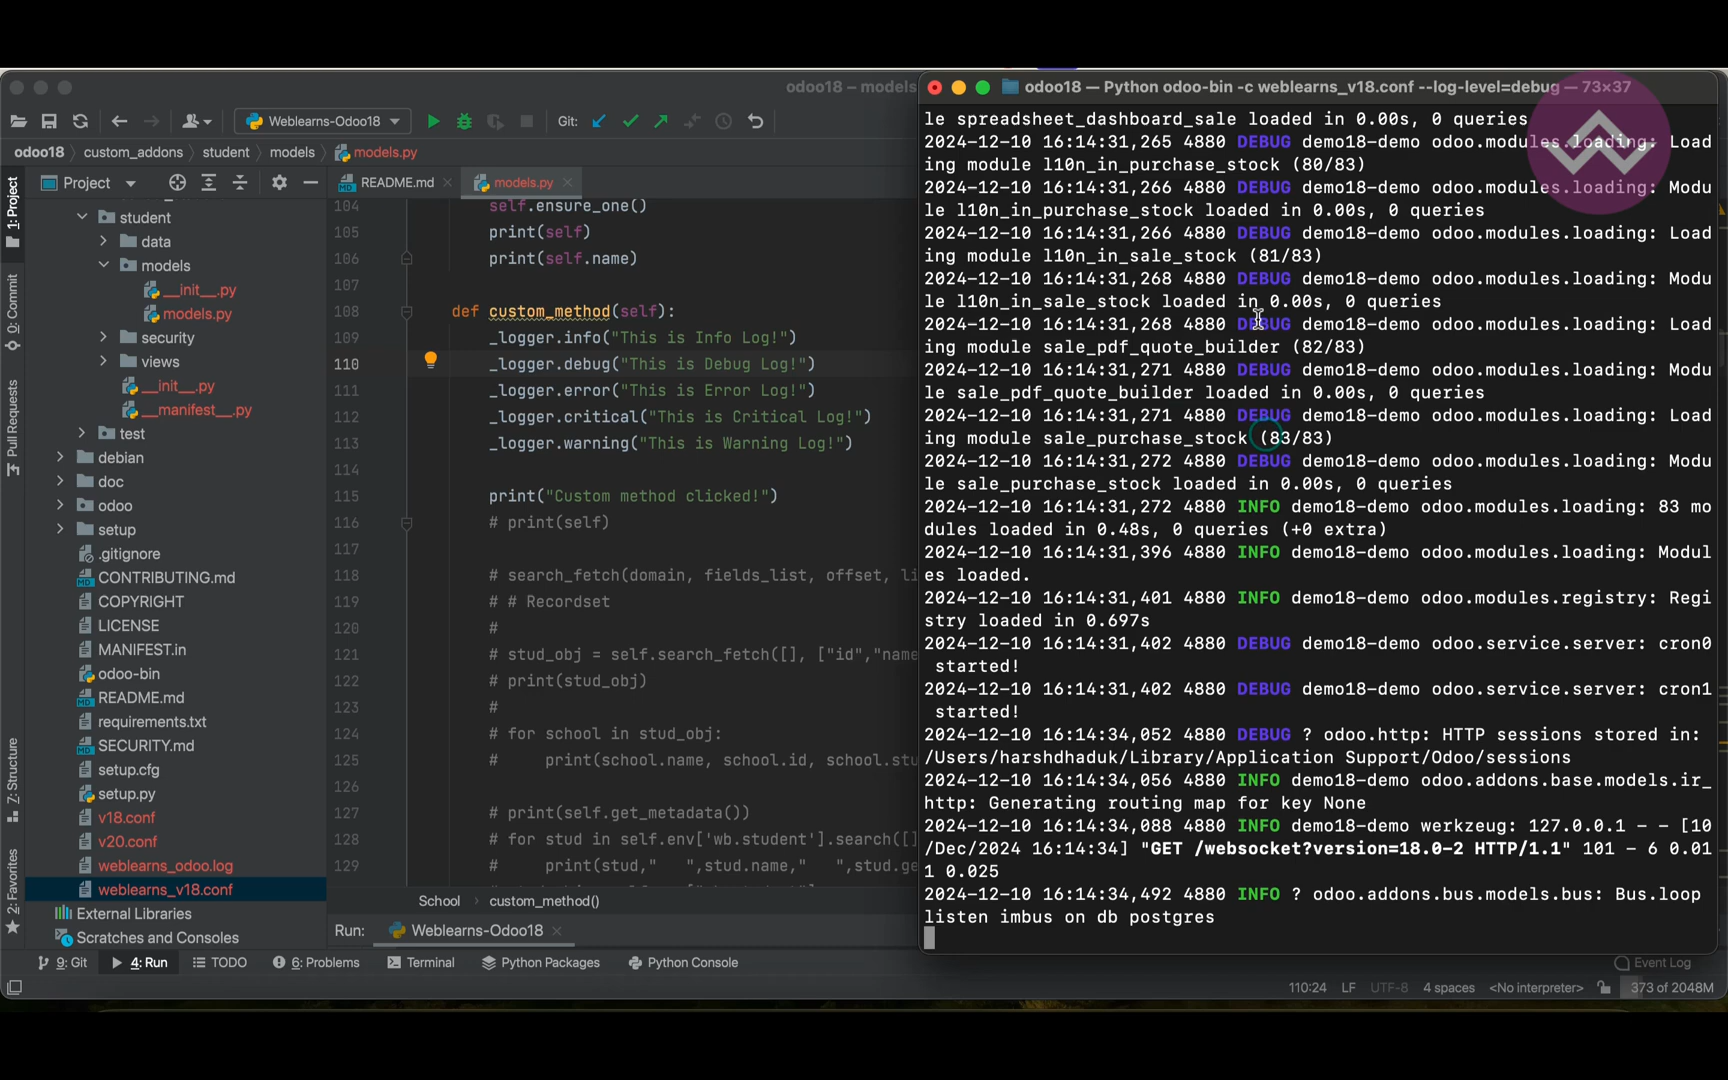 odoo18 – models
odoo18 — Python odoo-bin -c weblearns_v18.conf --log-level=debug — 73×37
Weblearns-Odoo18
Git:
odoo18 custom_addons student models models.py
Project
README.md
models.py
1: Project
0: Commit
Pull Requests
7: Structure
2: Favorites
student
data
models
__init__.py
models.py
security
views
__init__.py
__manifest__.py
test
debian
doc
odoo
setup
.gitignore
CONTRIBUTING.md
COPYRIGHT
LICENSE
MANIFEST.in
odoo-bin
README.md
requirements.txt
SECURITY.md
setup.cfg
setup.py
v18.conf
v20.conf
weblearns_odoo.log
weblearns_v18.conf
External Libraries
Scratches and Consoles
104 self.ensure_one()
105 print(self)
106 print(self.name)
107
108 def custom_method(self):
109 _logger.info("This is Info Log!")
110 _logger.debug("This is Debug Log!")
111 _logger.error("This is Error Log!")
112 _logger.critical("This is Critical Log!")
113 _logger.warning("This is Warning Log!")
114
115 print("Custom method clicked!")
116 # print(self)
117
118 # search_fetch(domain, fields_list, offset, li
119 # # Recordset
120 #
121 # stud_obj = self.search_fetch([], ["id","name
122 # print(stud_obj)
123 #
124 # for school in stud_obj:
125 #     print(school.name, school.id, school.stu
126
127 # print(self.get_metadata())
128 # for stud in self.env['wb.student'].search([]
129 #     print(stud,"   ",stud.name,"   ",stud.ge
School custom_method()
Run: Weblearns-Odoo18
le spreadsheet_dashboard_sale loaded in 0.00s, 0 queries
2024-12-10 16:14:31,265 4880 DEBUG demo18-demo odoo.modules.loading: Load
ing module l10n_in_purchase_stock (80/83)
2024-12-10 16:14:31,266 4880 DEBUG demo18-demo odoo.modules.loading: Modu
le l10n_in_purchase_stock loaded in 0.00s, 0 queries
2024-12-10 16:14:31,266 4880 DEBUG demo18-demo odoo.modules.loading: Load
ing module l10n_in_sale_stock (81/83)
2024-12-10 16:14:31,268 4880 DEBUG demo18-demo odoo.modules.loading: Modu
le l10n_in_sale_stock loaded in 0.00s, 0 queries
2024-12-10 16:14:31,268 4880 DEBUG demo18-demo odoo.modules.loading: Load
ing module sale_pdf_quote_builder (82/83)
2024-12-10 16:14:31,271 4880 DEBUG demo18-demo odoo.modules.loading: Modu
le sale_pdf_quote_builder loaded in 0.00s, 0 queries
2024-12-10 16:14:31,271 4880 DEBUG demo18-demo odoo.modules.loading: Load
ing module sale_purchase_stock (83/83)
2024-12-10 16:14:31,272 4880 DEBUG demo18-demo odoo.modules.loading: Modu
le sale_purchase_stock loaded in 0.00s, 0 queries
2024-12-10 16:14:31,272 4880 INFO demo18-demo odoo.modules.loading: 83 mo
dules loaded in 0.48s, 0 queries (+0 extra)
2024-12-10 16:14:31,396 4880 INFO demo18-demo odoo.modules.loading: Modul
es loaded.
2024-12-10 16:14:31,401 4880 INFO demo18-demo odoo.modules.registry: Regi
stry loaded in 0.697s
2024-12-10 16:14:31,402 4880 DEBUG demo18-demo odoo.service.server: cron0
 started!
2024-12-10 16:14:31,402 4880 DEBUG demo18-demo odoo.service.server: cron1
 started!
2024-12-10 16:14:34,052 4880 DEBUG ? odoo.http: HTTP sessions stored in:
/Users/harshdhaduk/Library/Application Support/Odoo/sessions
2024-12-10 16:14:34,056 4880 INFO demo18-demo odoo.addons.base.models.ir_
http: Generating routing map for key None
2024-12-10 16:14:34,088 4880 INFO demo18-demo werkzeug: 127.0.0.1 - - [10
/Dec/2024 16:14:34] "GET /websocket?version=18.0-2 HTTP/1.1" 101 - 6 0.01
1 0.025
2024-12-10 16:14:34,492 4880 INFO ? odoo.addons.bus.models.bus: Bus.loop
listen imbus on db postgres
9: Git 4: Run TODO 6: Problems Terminal Python Packages Python Console Event Log
110:24 LF UTF-8 4 spaces <No interpreter> 373 of 2048M